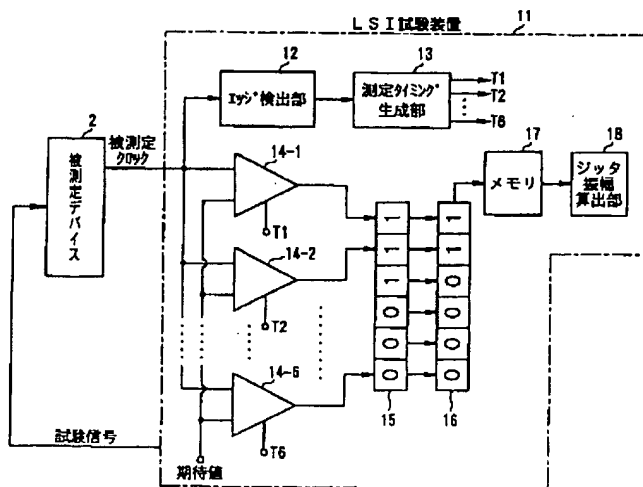 LSI試験装置
11
12
13
エッジ検出部
測定タイミング
生成部
T1
T2
T6
2
被測定デバイス
被測定
クロック
14-1
T1
14-2
T2
14-6
T6
17
メモリ
18
ジッタ
振幅
算出部
1 1
1 1
1 0
0 0
0 0
0 0
15
16
試験信号
期待値